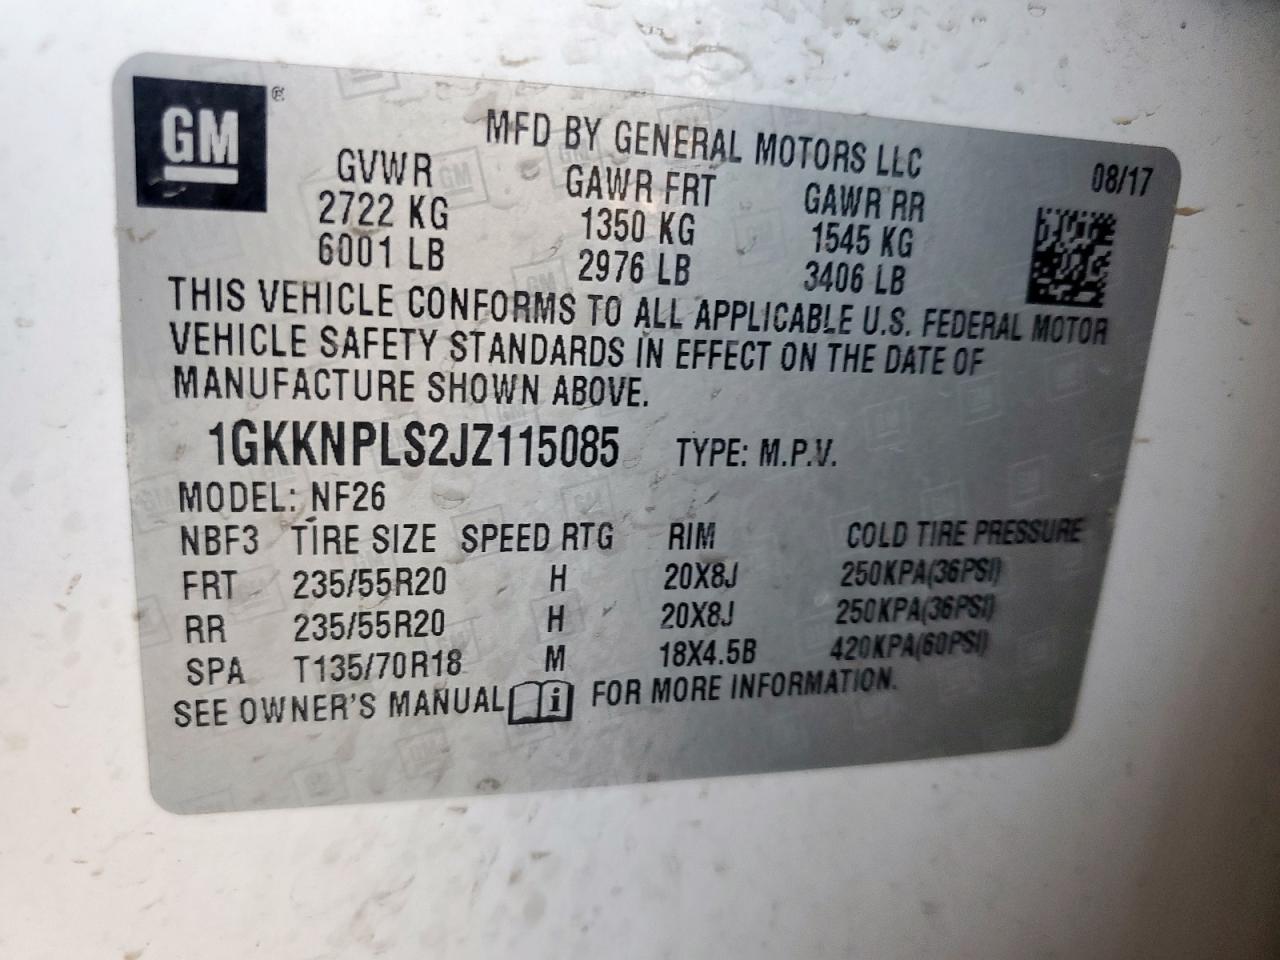 GM ®
MFD BY GENERAL MOTORS LLC
08/17
GVWR GAWR FRT GAWR RR
2722 KG 1350 KG 1545 KG
6001 LB 2976 LB 3406 LB
THIS VEHICLE CONFORMS TO ALL APPLICABLE U.S. FEDERAL MOTOR
VEHICLE SAFETY STANDARDS IN EFFECT ON THE DATE OF
MANUFACTURE SHOWN ABOVE.
1GKKNPLS2JZ115085 TYPE: M.P.V.
MODEL: NF26
NBF3 TIRE SIZE SPEED RTG RIM COLD TIRE PRESSURE
FRT 235/55R20 H 20X8J 250KPA(36PSI)
RR 235/55R20 H 20X8J 250KPA(36PSI)
SPA T135/70R18 M 18X4.5B 420KPA(60PSI)
SEE OWNER'S MANUAL i FOR MORE INFORMATION.